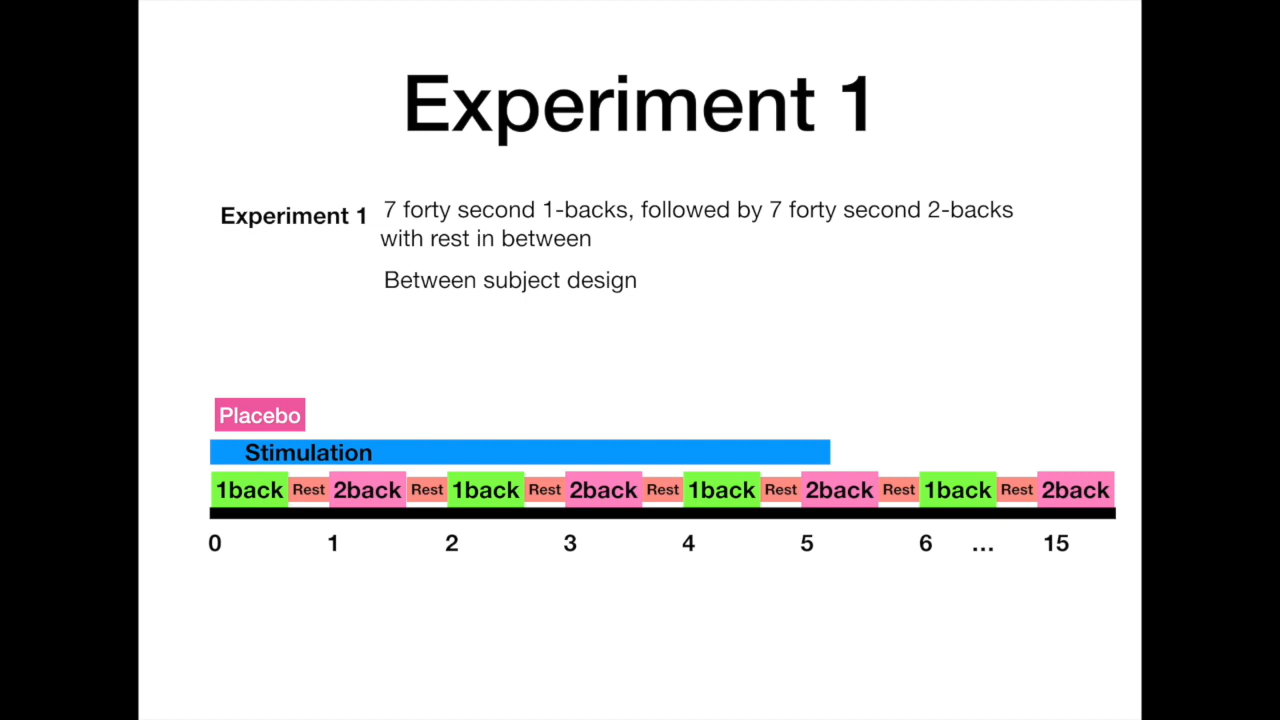 Experiment 1
Experiment 1 7 forty second 1-backs, followed by 7 forty second 2-backs
with rest in between
Between subject design
Placebo
Stimulation
1back Rest 2back Rest 1back Rest 2back Rest 1back Rest 2back Rest 1back Rest 2back
0 1 2 3 4 5 6 ... 15